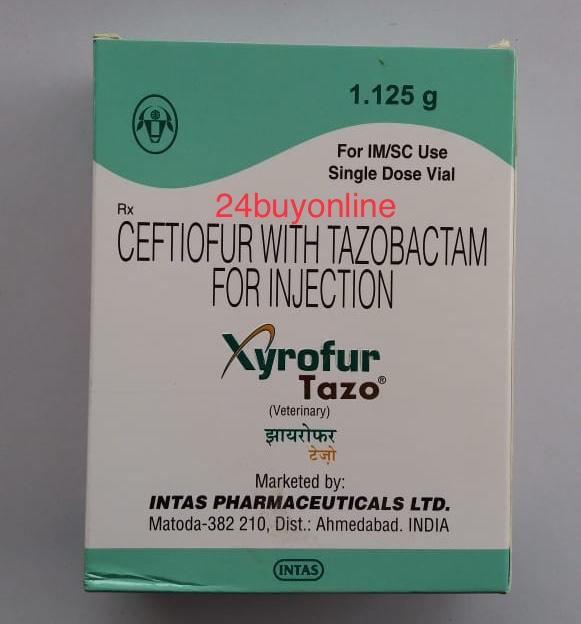 1.125 g
For IM/SC Use
Single Dose Vial
24buyonline
Rx
CEFTIOFUR WITH TAZOBACTAM
FOR INJECTION
Xyrofur
Tazo®
(Veterinary)
झायरोफर
टेज़ो
Marketed by:
INTAS PHARMACEUTICALS LTD.
Matoda-382 210, Dist.: Ahmedabad. INDIA
INTAS